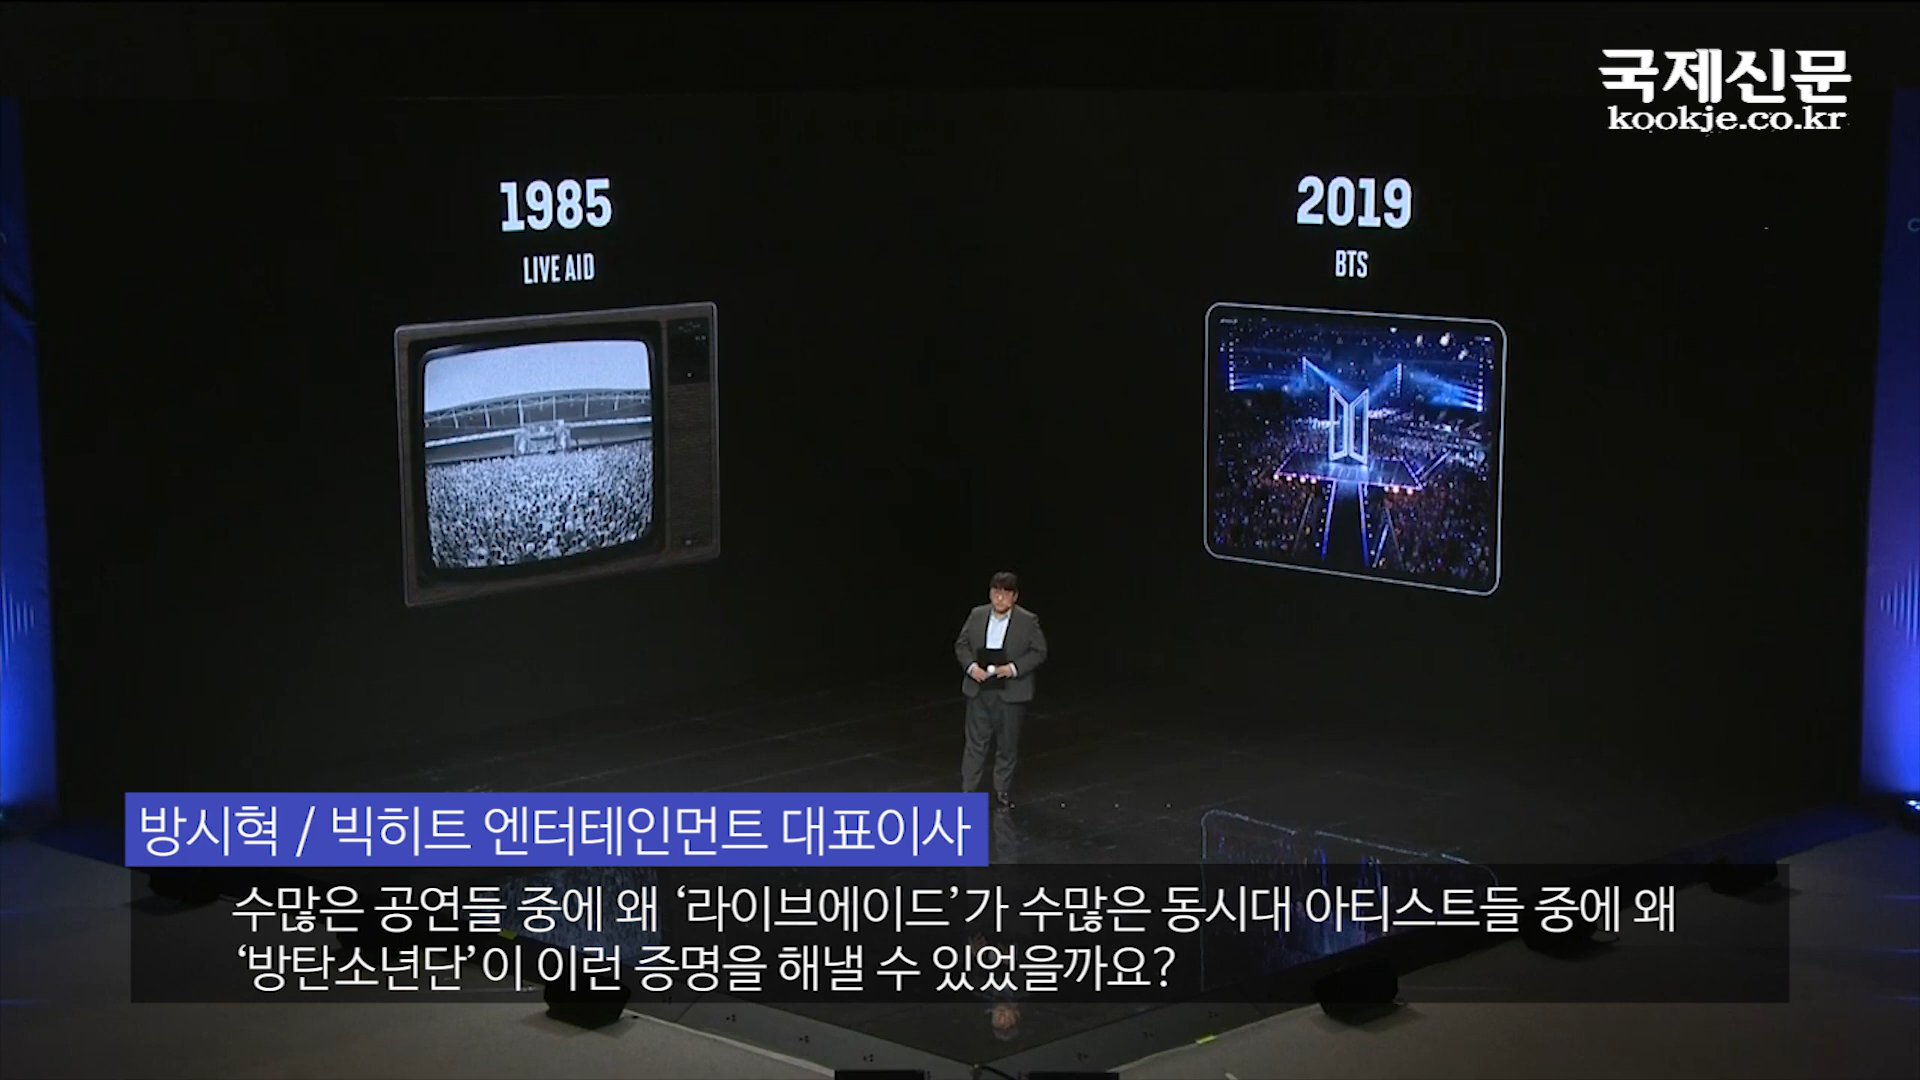 국제신문
kookje.co.kr
1985
LIVE AID
2019
BTS
방시혁 / 빅히트 엔터테인먼트 대표이사
수많은 공연들 중에 왜 ‘라이브에이드’가 수많은 동시대 아티스트들 중에 왜
‘방탄소년단’이 이런 증명을 해낼 수 있었을까요?